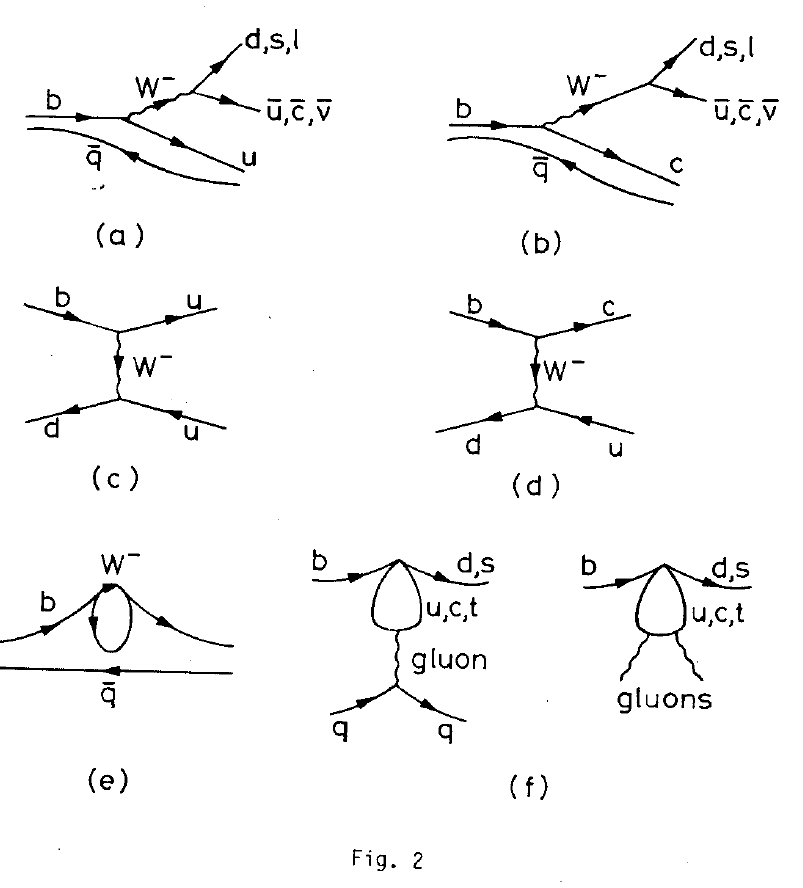 d,s,l
W⁻
b
u̅,c̅,v̅
q̅
u
(a)
d,s,l
W⁻
b
u̅,c̅,v̅
q̅
c
(b)
b
u
W⁻
d
u
(c)
b
c
W⁻
d
u
(d)
W⁻
b
q̅
(e)
b
d,s
u,c,t
gluon
q
q
b
d,s
u,c,t
gluons
(f)
Fig. 2